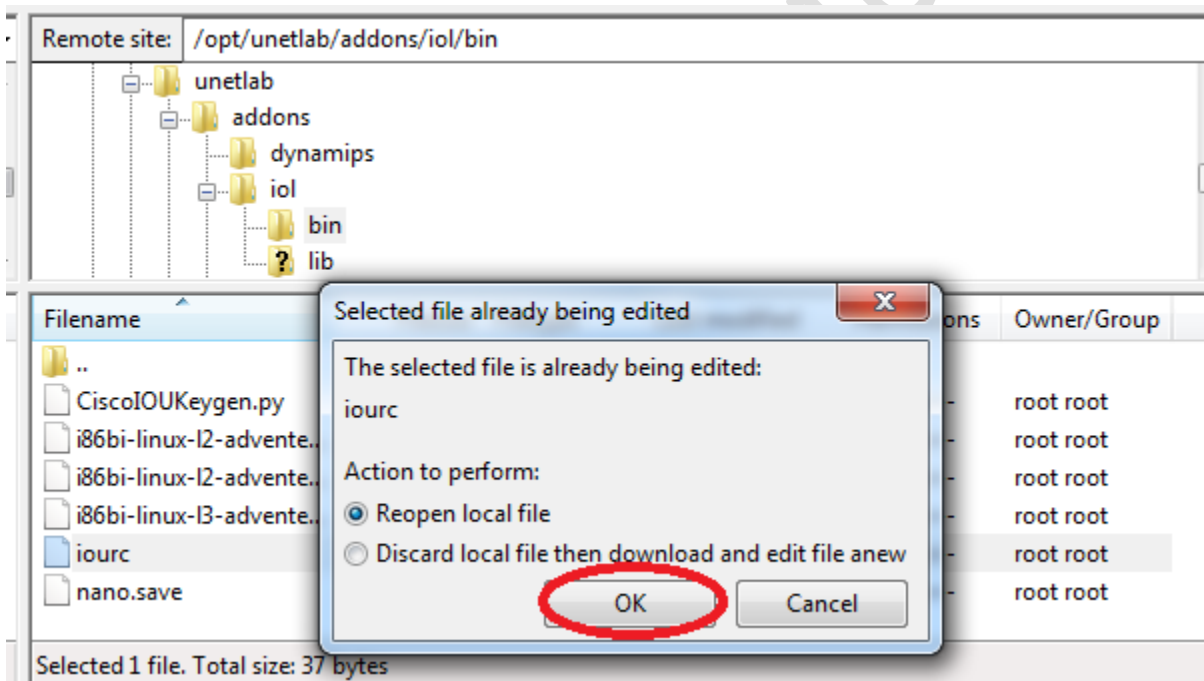 Remote site: /opt/unetlab/addons/iol/bin
unetlab
addons
dynamips
iol
bin
? lib
Filename
Owner/Group
..
CiscoIOUKeygen.py
root root
i86bi-linux-l2-advente..
root root
i86bi-linux-l2-advente..
root root
i86bi-linux-l3-advente..
root root
iourc
root root
nano.save
root root
Selected 1 file. Total size: 37 bytes
Selected file already being edited
The selected file is already being edited:
iourc
Action to perform:
Reopen local file
Discard local file then download and edit file anew
OK Cancel